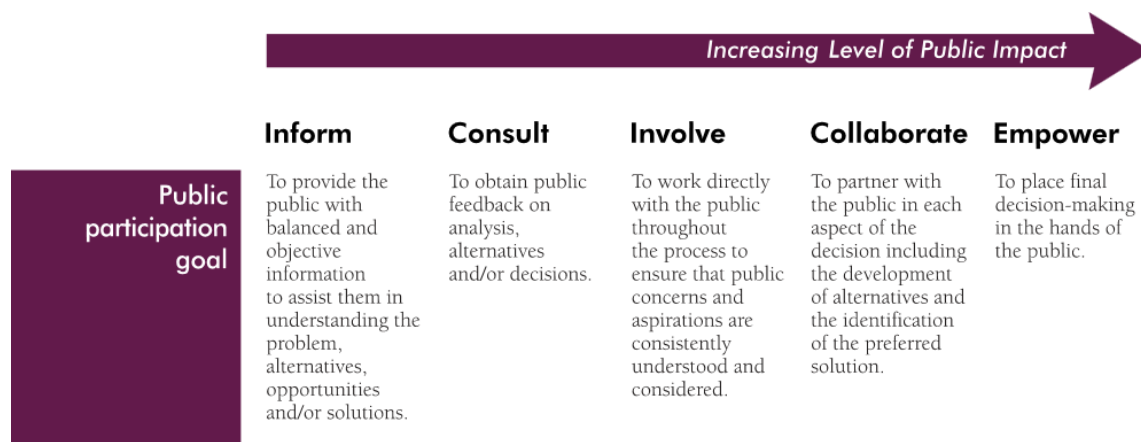 Increasing Level of Public Impact
Inform
Consult
Involve
Collaborate
Empower
Public
participation
goal
To provide the
public with
balanced and
objective
information
to assist them in
understanding the
problem,
alternatives,
opportunities
and/or solutions.
To obtain public
feedback on
analysis,
alternatives
and/or decisions.
To work directly
with the public
throughout
the process to
ensure that public
concerns and
aspirations are
consistently
understood and
considered.
To partner with
the public in each
aspect of the
decision including
the development
of alternatives and
the identification
of the preferred
solution.
To place final
decision-making
in the hands of
the public.